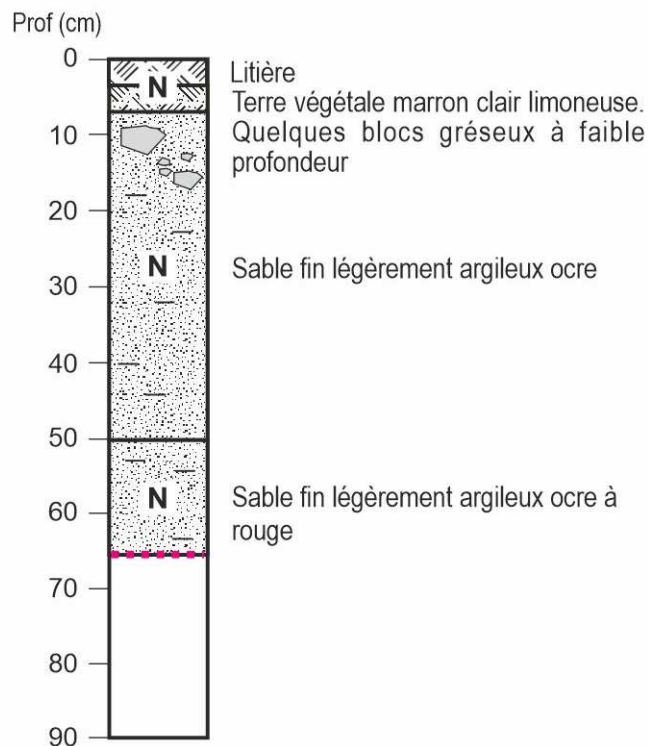 Prof (cm)
0
N
Litière
Terre végétale marron clair limoneuse.
10
Quelques blocs gréseux à faible
profondeur
20
N
Sable fin légèrement argileux ocre
30
40
50
N
Sable fin légèrement argileux ocre à
60
rouge
70
80
90